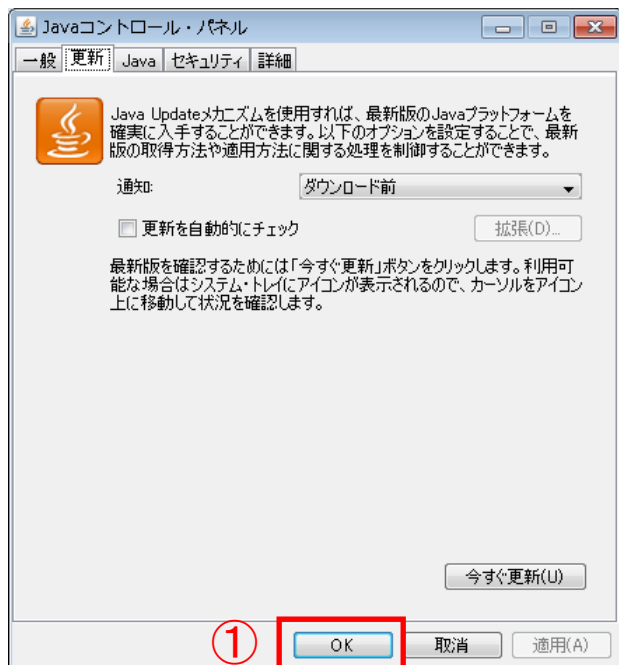 Javaコントロール・パネル
一般 更新 Java セキュリティ 詳細
Java Updateメカニズムを使用すれば、最新版のJavaプラットフォームを
確実に入手することができます。以下のオプションを設定することで、最新
版の取得方法や適用方法に関する処理を制御することができます。
通知: ダウンロード前
更新を自動的にチェック 拡張(D)...
最新版を確認するためには「今すぐ更新」ボタンをクリックします。利用可
能な場合はシステム・トレイにアイコンが表示されるので、カーソルをアイコン
上に移動して状況を確認します。
今すぐ更新(U)
① OK 取消 適用(A)